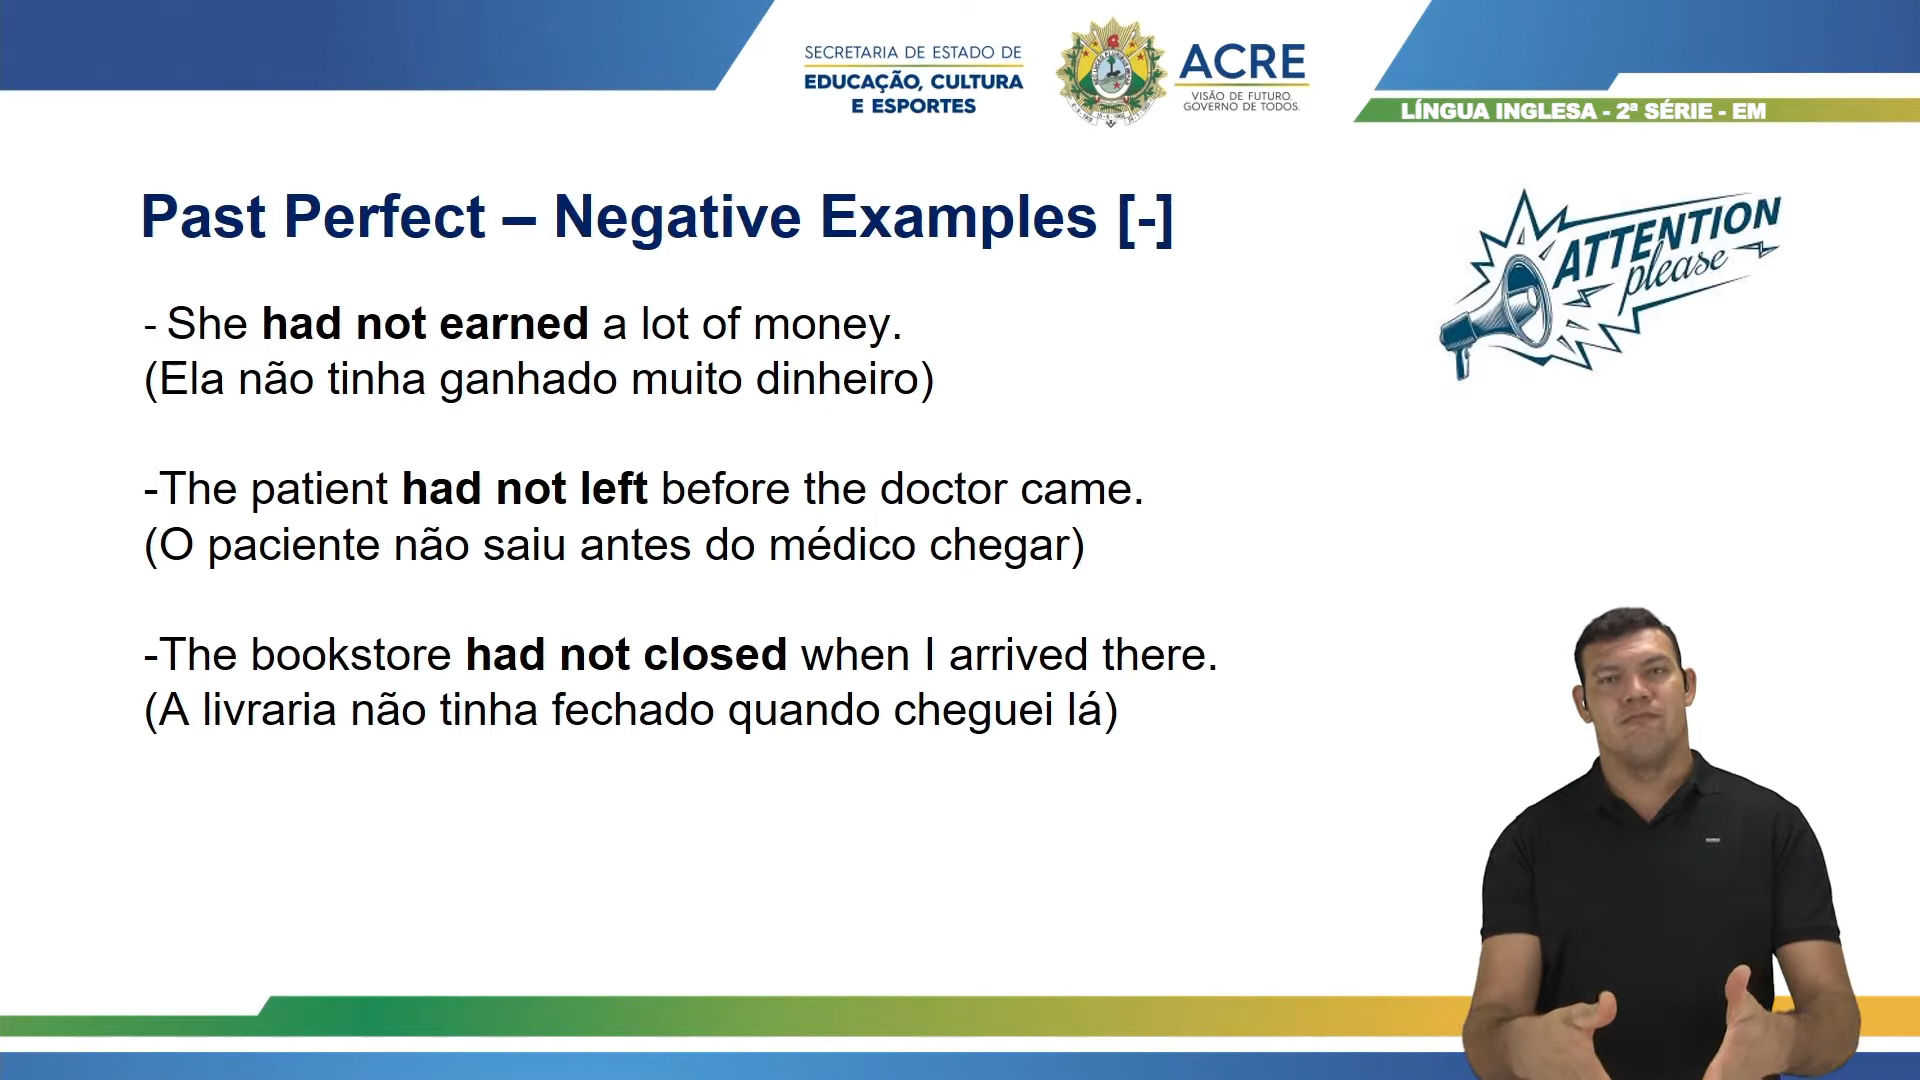 SECRETARIA DE ESTADO DE
EDUCAÇÃO, CULTURA
E ESPORTES
ACRE
VISÃO DE FUTURO.
GOVERNO DE TODOS.
LÍNGUA INGLESA - 2ª SÉRIE - EM
Past Perfect – Negative Examples [-]
ATTENTION
please
- She had not earned a lot of money.
(Ela não tinha ganhado muito dinheiro)
-The patient had not left before the doctor came.
(O paciente não saiu antes do médico chegar)
-The bookstore had not closed when I arrived there.
(A livraria não tinha fechado quando cheguei lá)